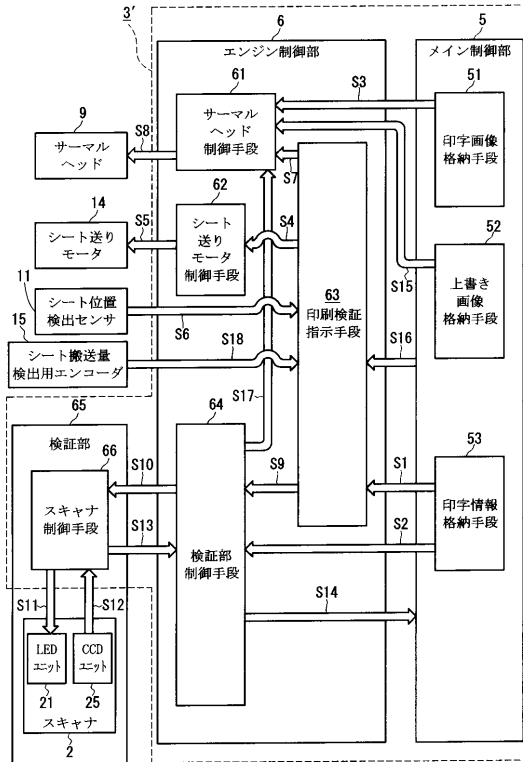 3′
6
5
エンジン制御部
メイン制御部
61
サーマル
ヘッド
制御手段
S3
51
印字画像
格納手段
9
サーマル
ヘッド
S8
S7
62
シート
送り
モータ
制御手段
S4
14
シート送り
モータ
S5
52
上書き
画像
格納手段
S15
11
シート位置
検出センサ
S6
63
印刷検証
指示手段
15
シート搬送量
検出用エンコーダ
S18
S16
S17
65
検証部
64
検証部
制御手段
66
スキャナ
制御手段
S10
S9
S1
53
印字情報
格納手段
S13
S2
S11
S12
S14
LED
ユニット
CCD
ユニット
21
25
スキャナ
2